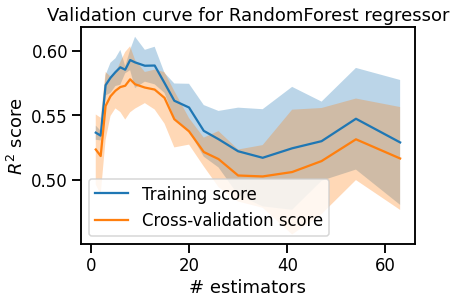 Validation curve for RandomForest regressor
0.60
0.55
0.50
R² score
Training score
Cross-validation score
0 20 40 60
# estimators